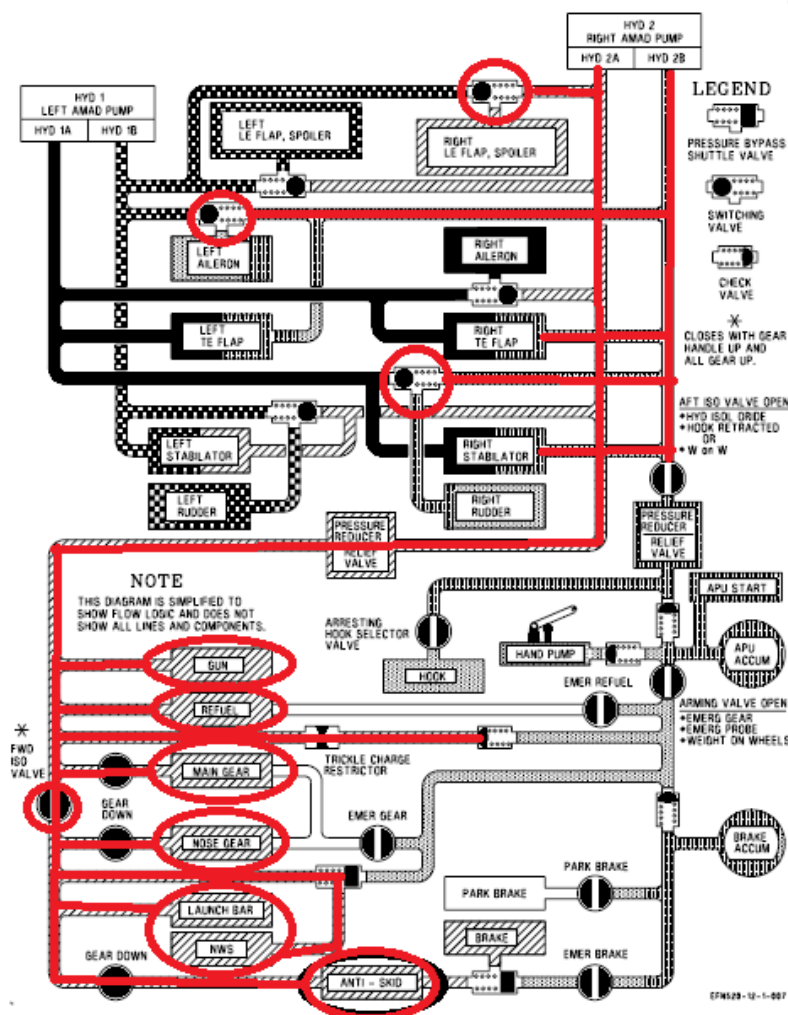 HYD 2
RIGHT AMAD PUMP
HYD 2A
HYD 2B
HYD 1
LEFT AMAD PUMP
HYD 1A
HYD 1B
LEGEND
PRESSURE BYPASS
SHUTTLE VALVE
SWITCHING
VALVE
CHECK
VALVE
*
CLOSES WITH GEAR
HANDLE UP AND
ALL GEAR UP.
LEFT
LE FLAP, SPOILER
RIGHT
LE FLAP, SPOILER
LEFT
AILERON
RIGHT
AILERON
LEFT
TE FLAP
RIGHT
TE FLAP
AFT ISO VALVE OPEN
•HYD ISOL ORIDE
•HOOK RETRACTED
OR
•W on W
LEFT
STABILATOR
RIGHT
STABILATOR
LEFT
RUDDER
RIGHT
RUDDER
PRESSURE
REDUCER
RELIEF
VALVE
PRESSURE
REDUCER
RELIEF
VALVE
NOTE
THIS DIAGRAM IS SIMPLIFIED TO
SHOW FLOW LOGIC AND DOES NOT
SHOW ALL LINES AND COMPONENTS.
APU START
ARRESTING
HOOK SELECTOR
VALVE
HAND PUMP
APU
ACCUM
HOOK
GUN
EMER REFUEL
REFUEL
ARMING VALVE OPEN
•EMERG GEAR
•EMERG PROBE
•WEIGHT ON WHEELS
*
FWD
ISO
VALVE
TRICKLE CHARGE
RESTRICTOR
MAIN GEAR
GEAR
DOWN
EMER GEAR
NOSE GEAR
BRAKE
ACCUM
PARK BRAKE
PARK BRAKE
LAUNCH BAR
NWS
BRAKE
GEAR DOWN
EMER BRAKE
ANTI - SKID
EFN520-12-1-007